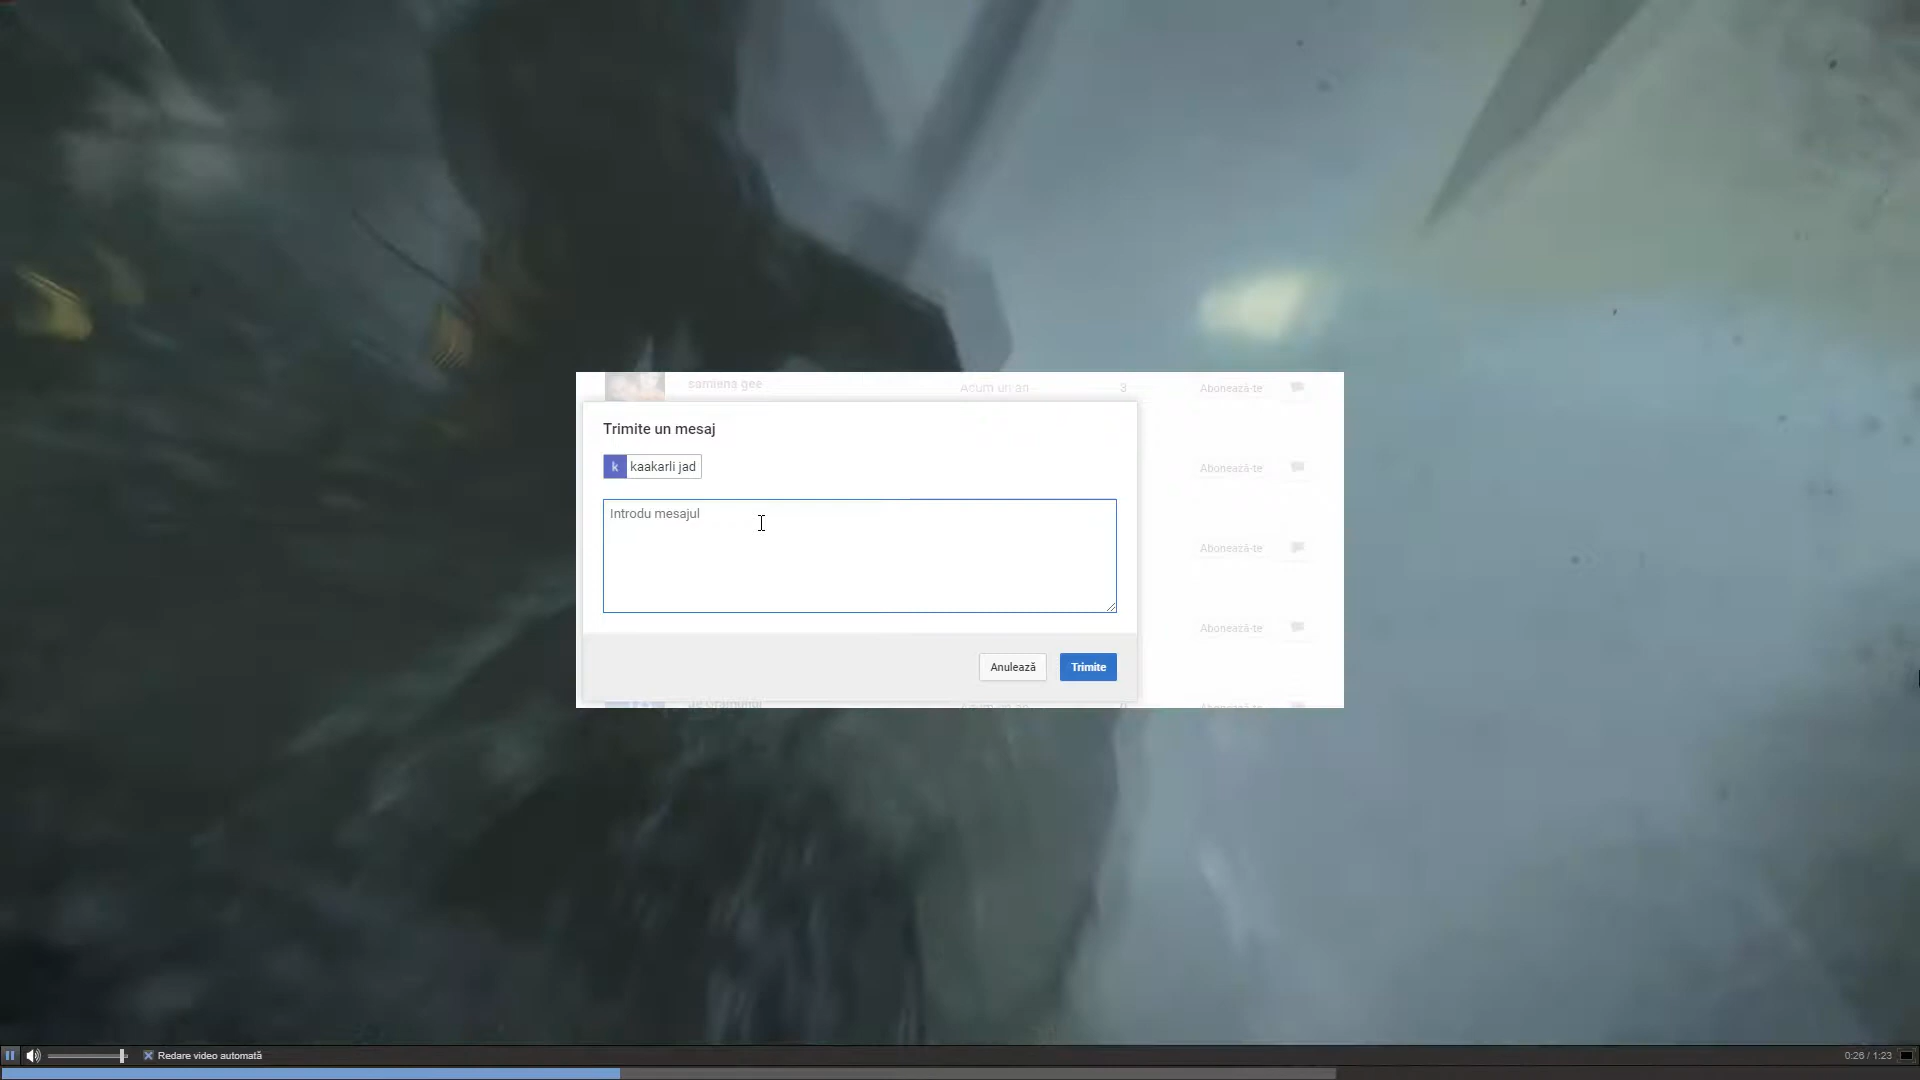 samiena gee Acum un an 3 Abonează-te
Trimite un mesaj
k kaakarli jad
Abonează-te
Introdu mesajul
Abonează-te
Abonează-te
Anulează Trimite
Redare video automată
0:26 / 1:23